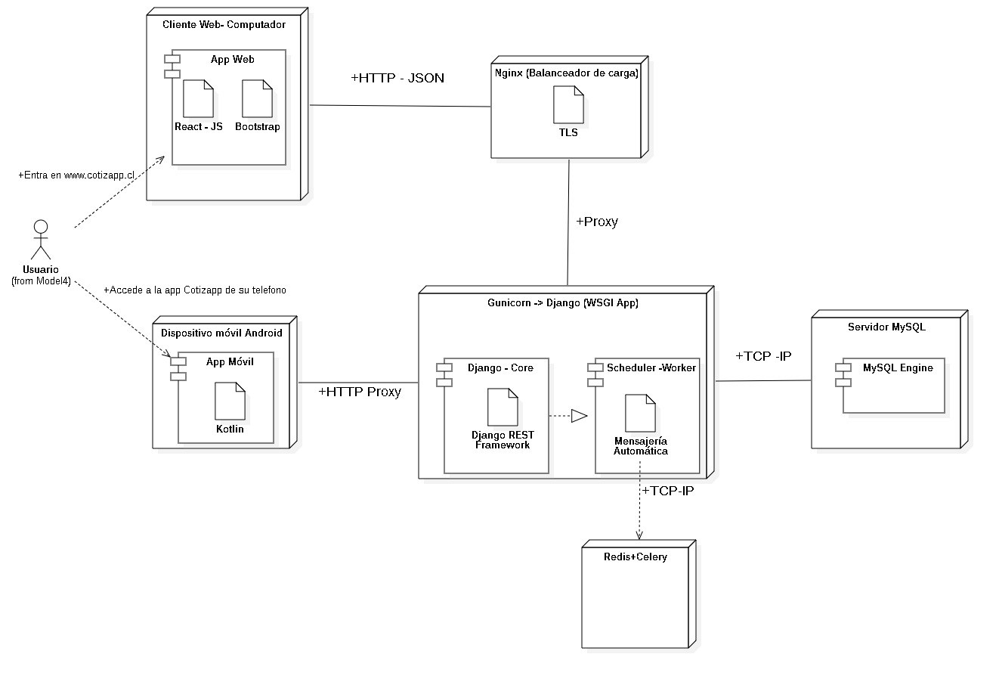 Cliente Web- Computador
App Web
React - JS
Bootstrap
+HTTP - JSON
Nginx (Balanceador de carga)
TLS
+Entra en www.cotizapp.cl
+Proxy
Usuario
(from Model4)
+Accede a la app Cotizapp de su telefono
Dispositivo móvil Android
App Móvil
Kotlin
+HTTP Proxy
Gunicorn -> Django (WSGI App)
Django - Core
Django REST
Framework
Scheduler -Worker
Mensajería
Automática
+TCP -IP
Servidor MySQL
MySQL Engine
+TCP-IP
Redis+Celery